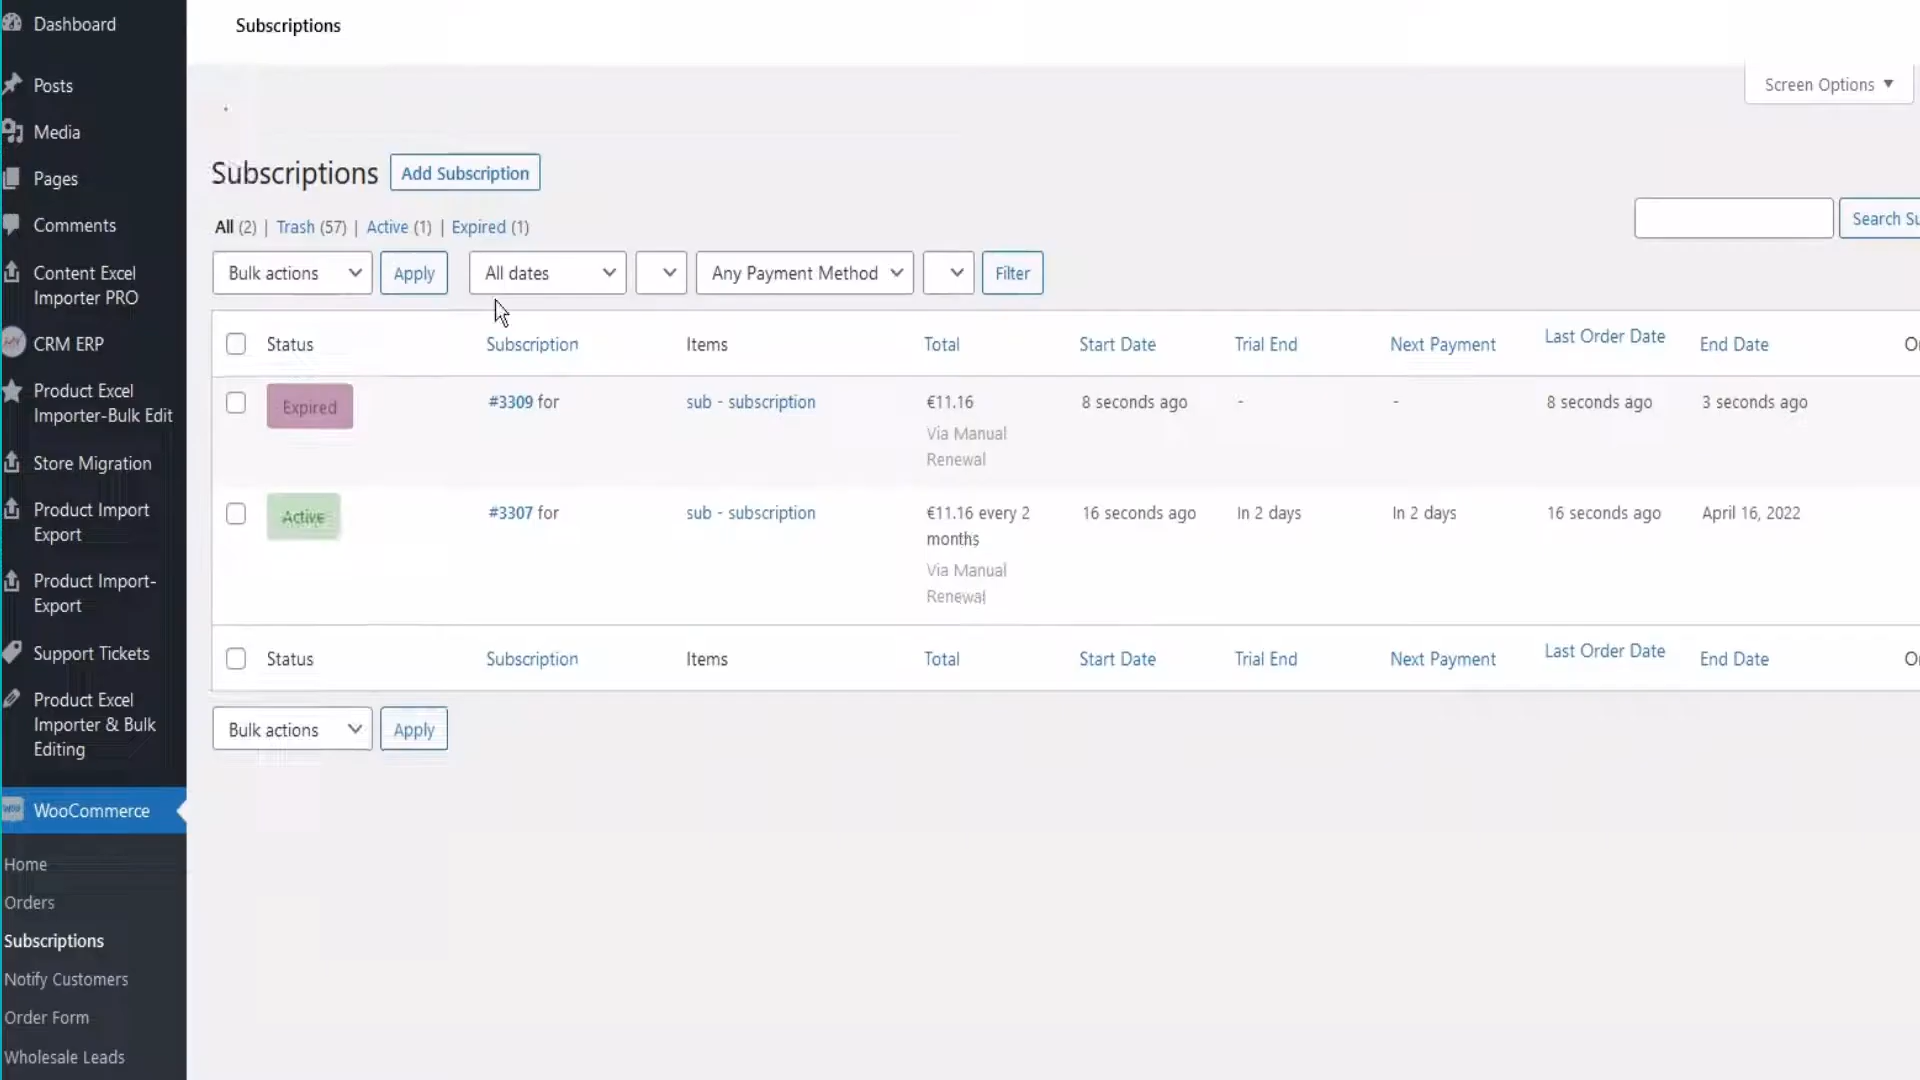 Dashboard
Posts
Media
Pages
Comments
Content Excel
Importer PRO
CRM ERP
Product Excel
Importer-Bulk Edit
Store Migration
Product Import
Export
Product Import-
Export
Support Tickets
Product Excel
Importer & Bulk
Editing
WooCommerce
Home
Orders
Subscriptions
Notify Customers
Order Form
Wholesale Leads
Subscriptions
Screen Options
Subscriptions Add Subscription
All (2) | Trash (57) | Active (1) | Expired (1)
Search Su
Bulk actions Apply All dates Any Payment Method Filter
Status Subscription Items Total Start Date Trial End Next Payment Last Order Date End Date O
Expired #3309 for sub - subscription €11.16 8 seconds ago - - 8 seconds ago 3 seconds ago
Via Manual
Renewal
Active #3307 for sub - subscription €11.16 every 2 16 seconds ago In 2 days In 2 days 16 seconds ago April 16, 2022
months
Via Manual
Renewal
Status Subscription Items Total Start Date Trial End Next Payment Last Order Date End Date O
Bulk actions Apply